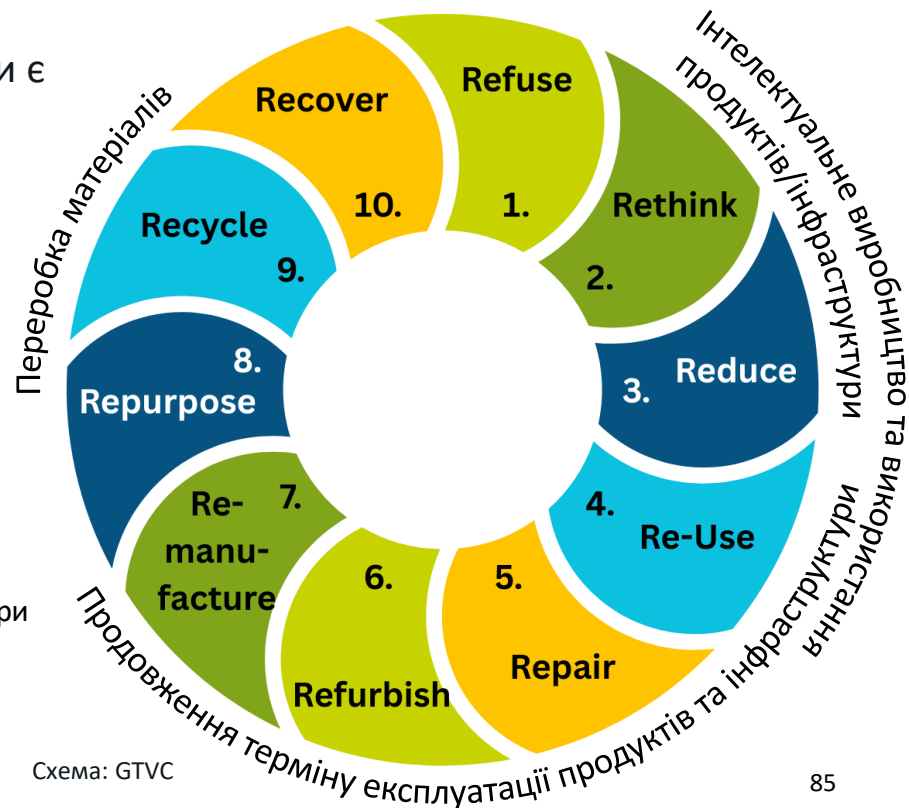 и є
Refuse
1.
Rethink
2.
Reduce
3.
Re-Use
4.
Repair
5.
Refurbish
6.
Re-
manu-
facture
7.
Repurpose
8.
Recycle
9.
Recover
10.
Інтелектуальне виробництво та використання
продуктів/інфраструктури
Продовження терміну експлуатації продуктів та інфраструктури
Переробка матеріалів
ри
Схема: GTVC
85